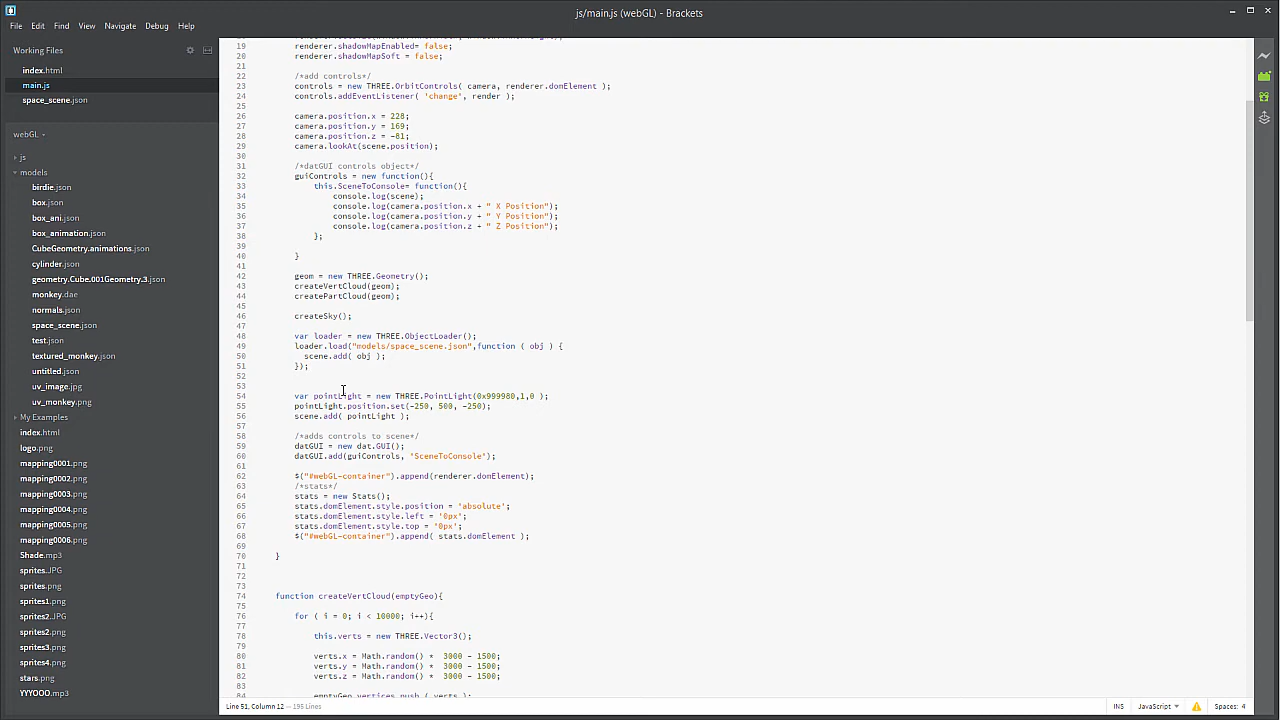 js/main.js (webGL) - Brackets
File Edit Find View Navigate Debug Help
Working Files
index.html
main.js
space_scene.json
webGL
js
models
birdie.json
box.json
box_ani.json
box_animation.json
CubeGeometry.animations.json
cylinder.json
geometry.Cube.001Geometry.3.json
monkey.dae
normals.json
space_scene.json
test.json
textured_monkey.json
untitled.json
uv_image.jpg
uv_monkey.png
My Examples
index.html
logo.png
mapping0001.png
mapping0002.png
mapping0003.png
mapping0004.png
mapping0005.png
mapping0006.png
Shade.mp3
sprites.JPG
sprites.png
sprites1.png
sprites2.JPG
sprites2.png
sprites3.png
sprites4.png
stars.png
YYYOOO.mp3
19 renderer.shadowMapEnabled= false;
20 renderer.shadowMapSoft = false;
21
22 /*add controls*/
23 controls = new THREE.OrbitControls( camera, renderer.domElement );
24 controls.addEventListener( 'change', render );
25
26 camera.position.x = 228;
27 camera.position.y = 169;
28 camera.position.z = -81;
29 camera.lookAt(scene.position);
30
31 /*datGUI controls object*/
32 guiControls = new function(){
33 this.SceneToConsole= function(){
34 console.log(scene);
35 console.log(camera.position.x + " X Position");
36 console.log(camera.position.y + " Y Position");
37 console.log(camera.position.z + " Z Position");
38 };
39
40 }
41
42 geom = new THREE.Geometry();
43 createVertCloud(geom);
44 createPartCloud(geom);
45
46 createSky();
47
48 var loader = new THREE.ObjectLoader();
49 loader.load("models/space_scene.json",function ( obj ) {
50 scene.add( obj );
51 });
52
53
54 var pointLight = new THREE.PointLight(0x999980,1,0 );
55 pointLight.position.set(-250, 500, -250);
56 scene.add( pointLight );
57
58 /*adds controls to scene*/
59 datGUI = new dat.GUI();
60 datGUI.add(guiControls, 'SceneToConsole');
61
62 $("#webGL-container").append(renderer.domElement);
63 /*stats*/
64 stats = new Stats();
65 stats.domElement.style.position = 'absolute';
66 stats.domElement.style.left = '0px';
67 stats.domElement.style.top = '0px';
68 $("#webGL-container").append( stats.domElement );
69
70 }
71
72
73
74 function createVertCloud(emptyGeo){
75
76 for ( i = 0; i < 10000; i++){
77
78 this.verts = new THREE.Vector3();
79
80 verts.x = Math.random() * 3000 - 1500;
81 verts.y = Math.random() * 3000 - 1500;
82 verts.z = Math.random() * 3000 - 1500;
83
84 emptyGeo.vertices.push ( verts );
Line 51, Column 12 — 195 Lines
INS JavaScript Spaces: 4